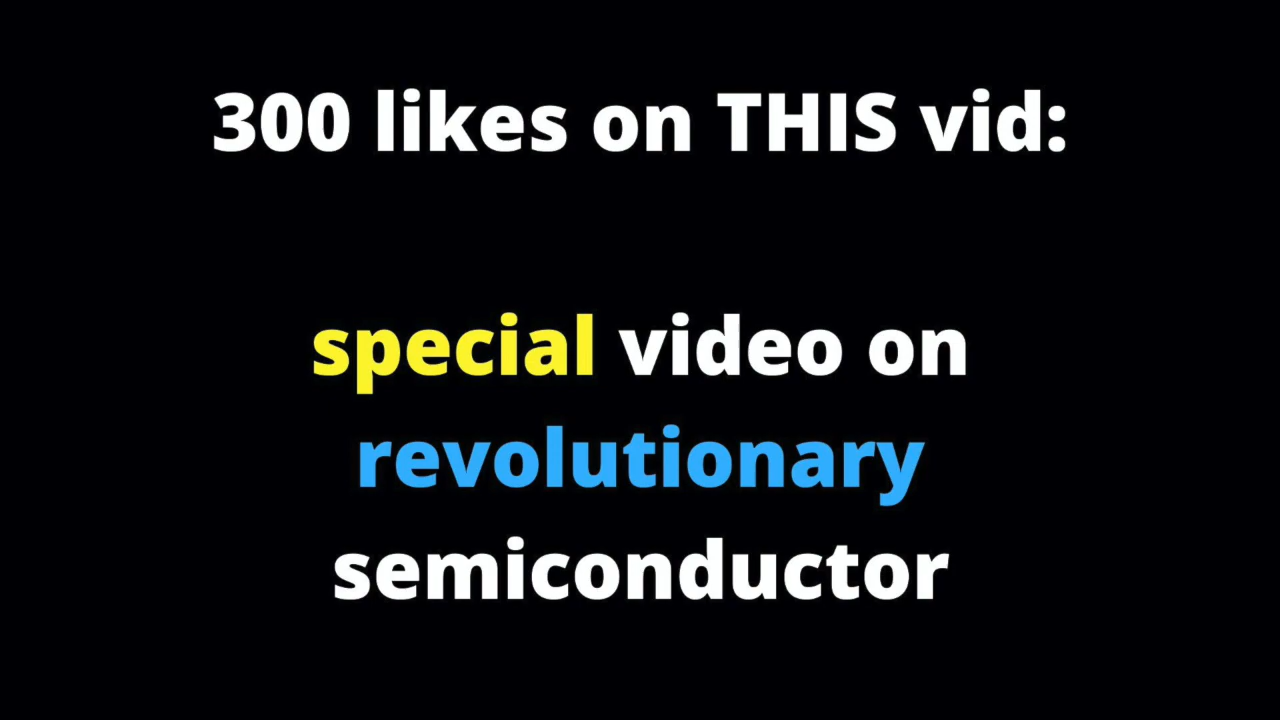 300 likes on THIS vid:
special video on
revolutionary
semiconductor